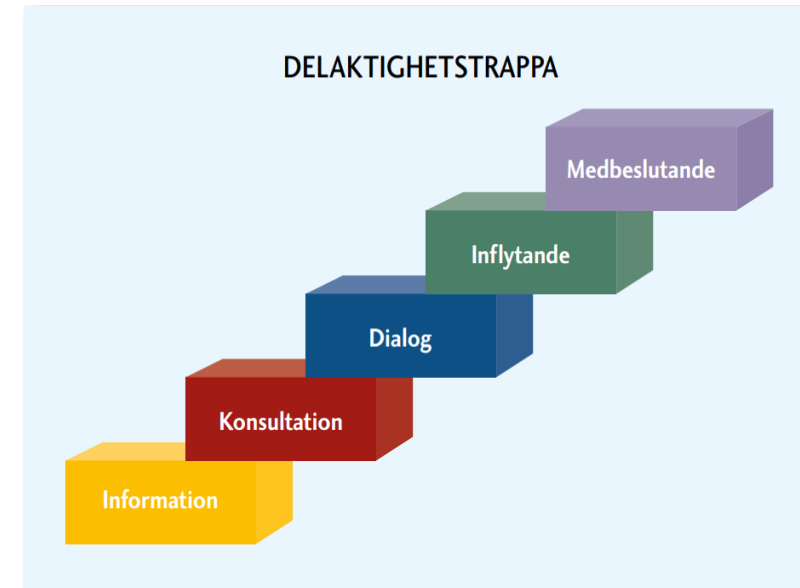 DELAKTIGHETSTRAPPA
Medbeslutande
Inflytande
Dialog
Konsultation
Information